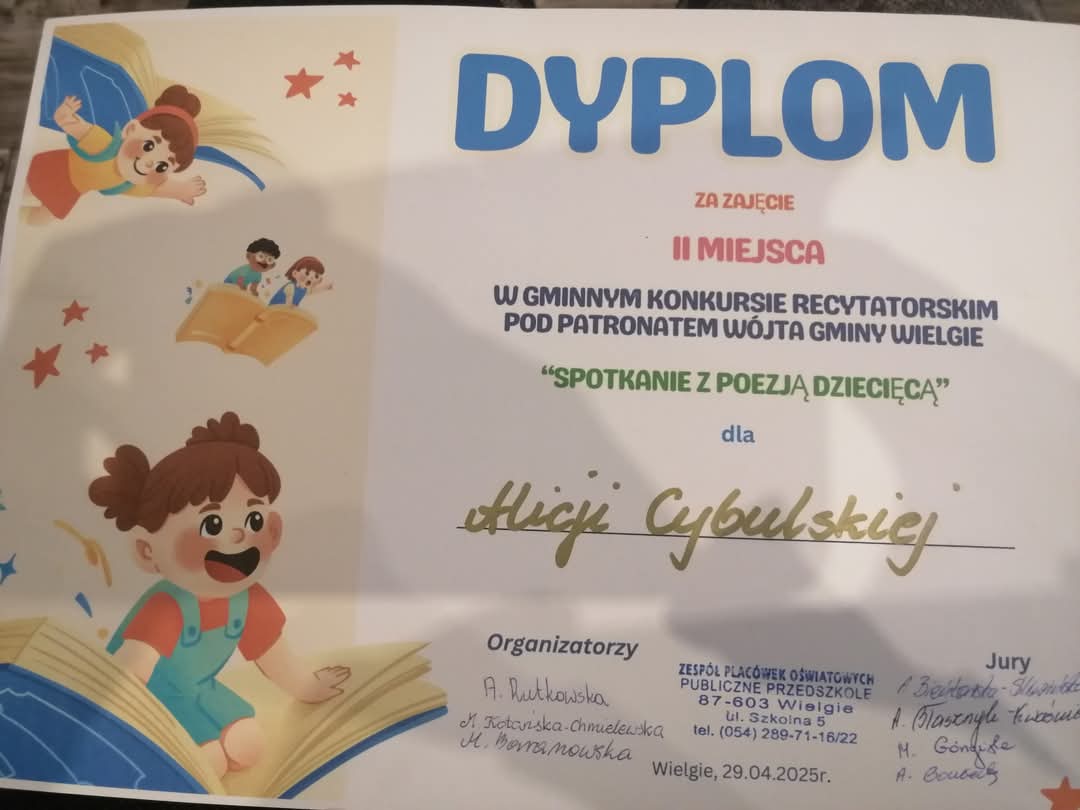 DYPLOM
ZA ZAJĘCIE
II MIEJSCA
W GMINNYM KONKURSIE RECYTATORSKIM
POD PATRONATEM WÓJTA GMINY WIELGIE
“SPOTKANIE Z POEZJĄ DZIECIĘCĄ”
dla
Alicji Cybulskiej
Organizatorzy
A. Rutkowska
M. Kotańska-Chmielewska
M. Baranowska
ZESPÓŁ PLACÓWEK OŚWIATOWYCH
PUBLICZNE PRZEDSZKOLE
87-603 Wielgie
ul. Szkolna 5
tel. (054) 289-71-16/22
Wielgie, 29.04.2025r.
Jury
A.
M.
A.